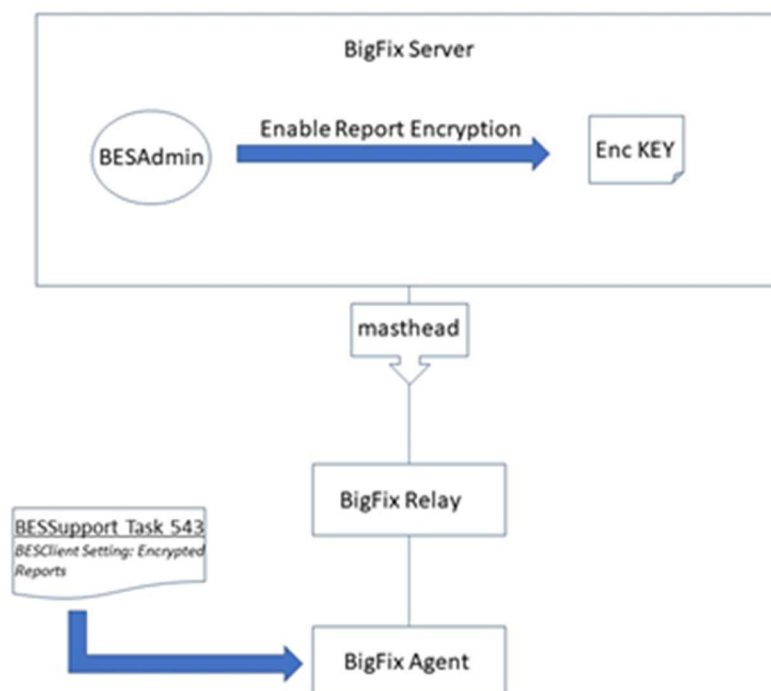 BigFix Server
Enable Report Encryption
BESAdmin
Enc KEY
masthead
BigFix Relay
BESSupport Task 543
BESClient Setting: Encrypted
Reports
BigFix Agent